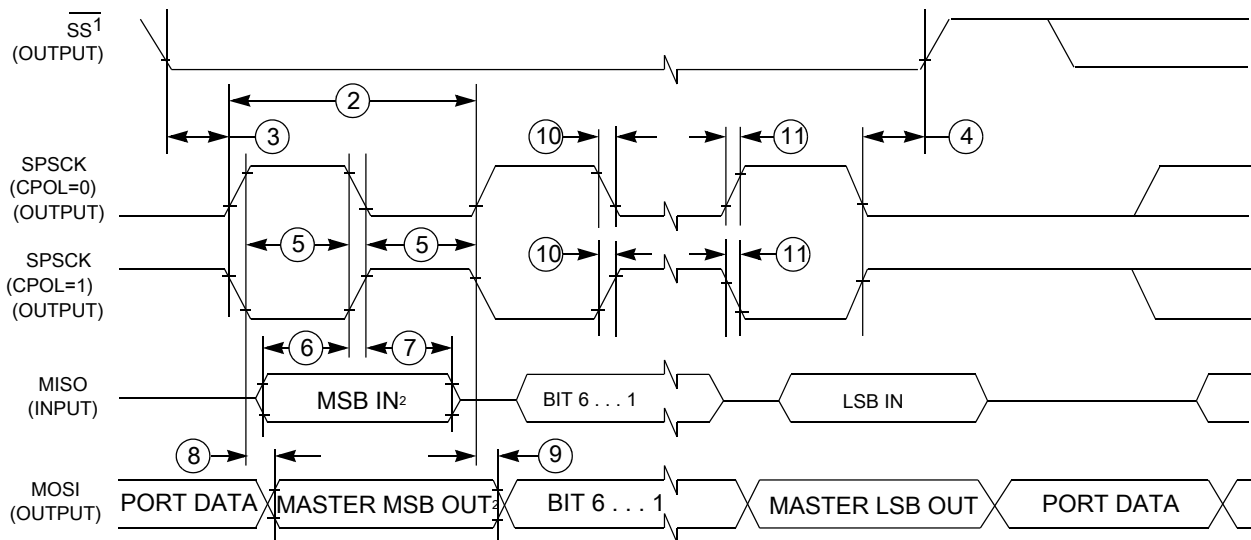 SS1
(OUTPUT)
2
3
10
11
4
SPSCK
(CPOL=0)
(OUTPUT)
5
5
SPSCK
(CPOL=1)
(OUTPUT)
10
11
6
7
MISO
(INPUT)
MSB IN2
BIT 6 . . . 1
LSB IN
8
9
MOSI
(OUTPUT)
PORT DATA
MASTER MSB OUT2
BIT 6 . . . 1
MASTER LSB OUT
PORT DATA